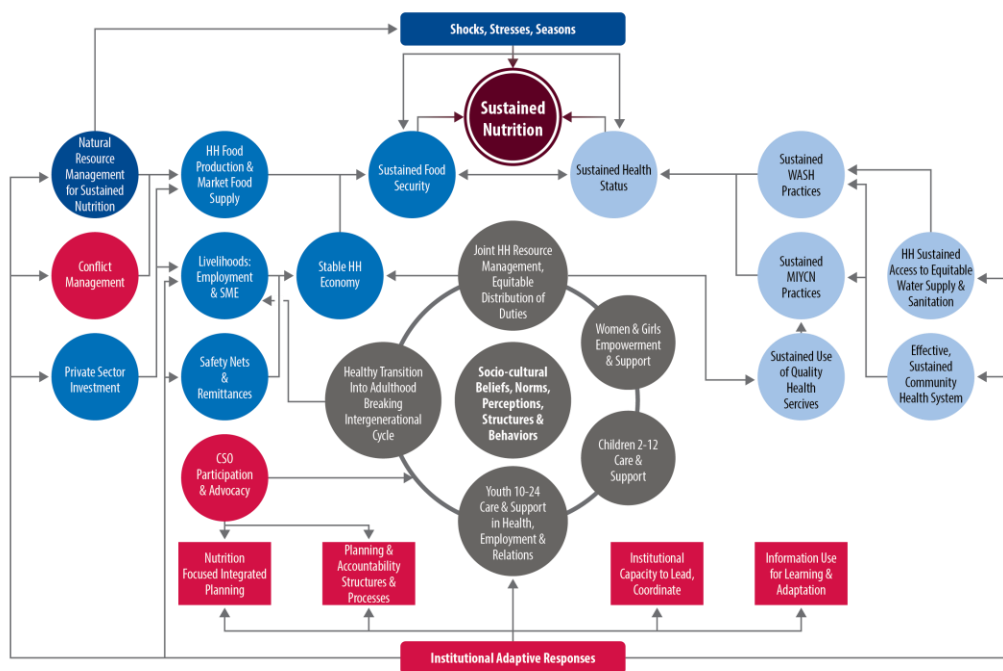 Shocks, Stresses, Seasons
Sustained
Nutrition
Natural
Resource
Management
for Sustained
Nutrition
HH Food
Production &
Market Food
Supply
Sustained Food
Security
Sustained Health
Status
Sustained
WASH
Practices
Conflict
Management
Livelihoods:
Employment
& SME
Stable HH
Economy
Joint HH Resource
Management,
Equitable
Distribution of
Duties
Sustained
MIYCN
Practices
HH Sustained
Access to Equitable
Water Supply &
Sanitation
Women & Girls
Empowerment
& Support
Private Sector
Investment
Safety Nets
&
Remittances
Healthy Transition
Into Adulthood
Breaking
Intergenerational
Cycle
Socio-cultural
Beliefs, Norms,
Perceptions,
Structures &
Behaviors
Sustained Use
of Quality
Health
Sercives
Effective,
Sustained
Community
Health System
Children 2-12
Care &
Support
CSO
Participation
& Advocacy
Youth 10-24
Care & Support
in Health,
Employment &
Relations
Nutrition
Focused Integrated
Planning
Planning &
Accountability
Structures &
Processes
Institutional
Capacity to Lead,
Coordinate
Information Use
for Learning &
Adaptation
Institutional Adaptive Responses